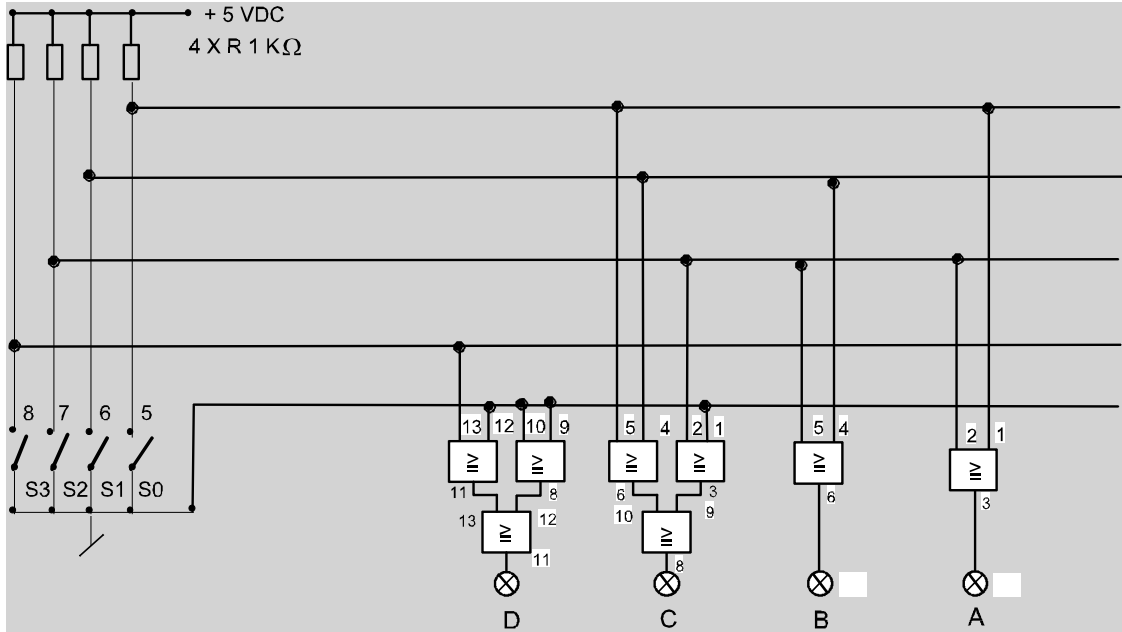 + 5 VDC
4 X R 1 KΩ
8 7 6 5
S3 S2 S1 S0
13 12 10 9 5 4 2 1 5 4 2 1
≥ ≥ ≥ ≥ ≥ ≥
11 8 6 3 6 3
13 12 10 9
≥ ≥
11 8
D C B A